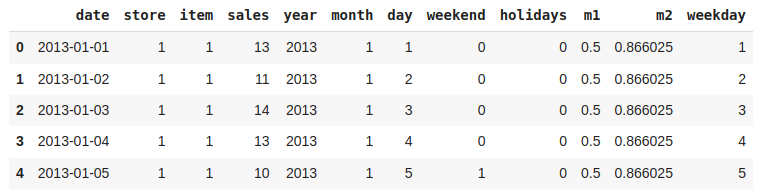 date store item sales year month day weekend holidays m1 m2 weekday
0 2013-01-01 1 1 13 2013 1 1 0 0 0.5 0.866025 1
1 2013-01-02 1 1 11 2013 1 2 0 0 0.5 0.866025 2
2 2013-01-03 1 1 14 2013 1 3 0 0 0.5 0.866025 3
3 2013-01-04 1 1 13 2013 1 4 0 0 0.5 0.866025 4
4 2013-01-05 1 1 10 2013 1 5 1 0 0.5 0.866025 5